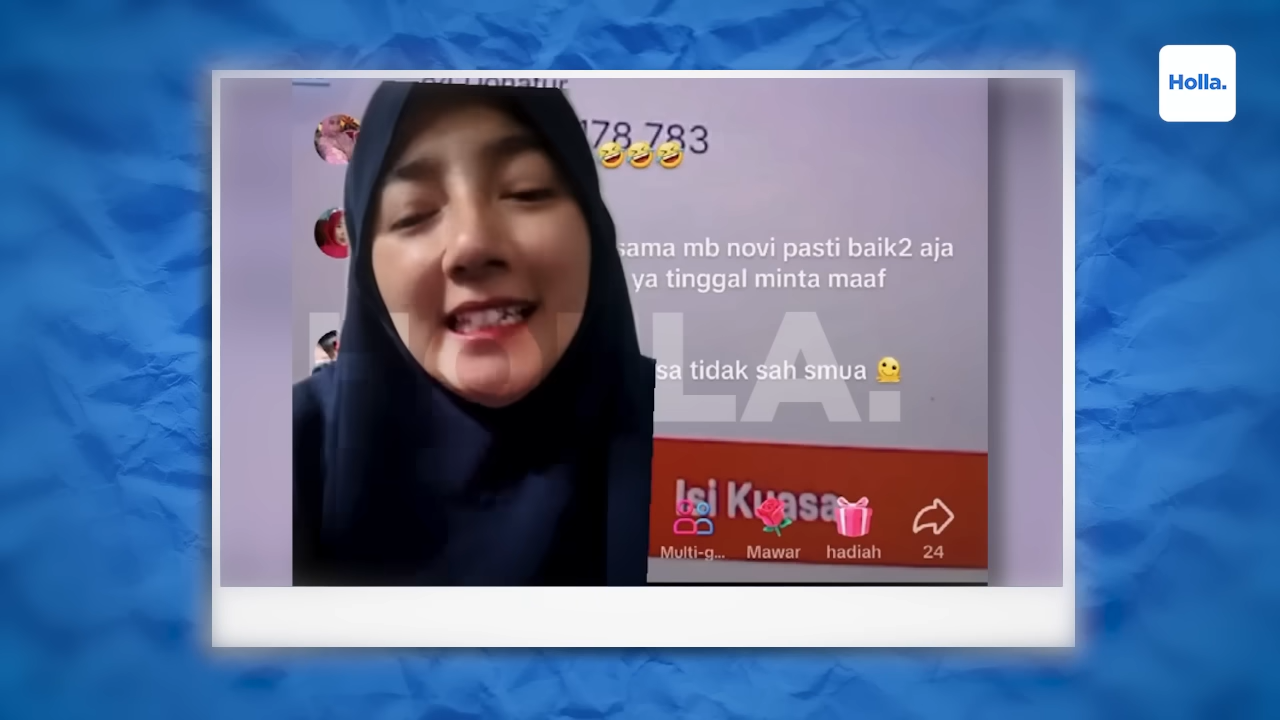 Holla.
Donatur
178.783
🤣🤣🤣
sama mb novi pasti baik2 aja
ya tinggal minta maaf
HOLLA.
sa tidak sah smua 🫠
Isi Kuasa
Multi-g... Mawar hadiah 24